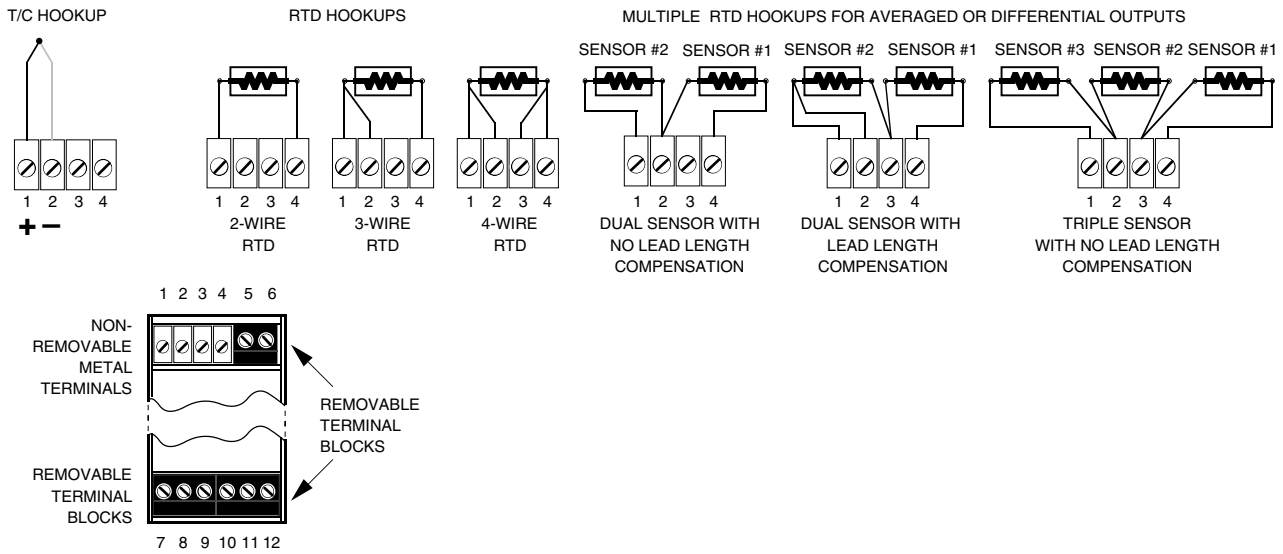 T/C HOOKUP
RTD HOOKUPS
MULTIPLE RTD HOOKUPS FOR AVERAGED OR DIFFERENTIAL OUTPUTS
SENSOR #2 SENSOR #1 SENSOR #2 SENSOR #1 SENSOR #3 SENSOR #2 SENSOR #1
1 2 3 4
+ −
1 2 3 4
2-WIRE
RTD
1 2 3 4
3-WIRE
RTD
1 2 3 4
4-WIRE
RTD
1 2 3 4
DUAL SENSOR WITH
NO LEAD LENGTH
COMPENSATION
1 2 3 4
DUAL SENSOR WITH
LEAD LENGTH
COMPENSATION
1 2 3 4
TRIPLE SENSOR
WITH NO LEAD LENGTH
COMPENSATION
1 2 3 4 5 6
NON-
REMOVABLE
METAL
TERMINALS
REMOVABLE
TERMINAL
BLOCKS
REMOVABLE
TERMINAL
BLOCKS
7 8 9 10 11 12